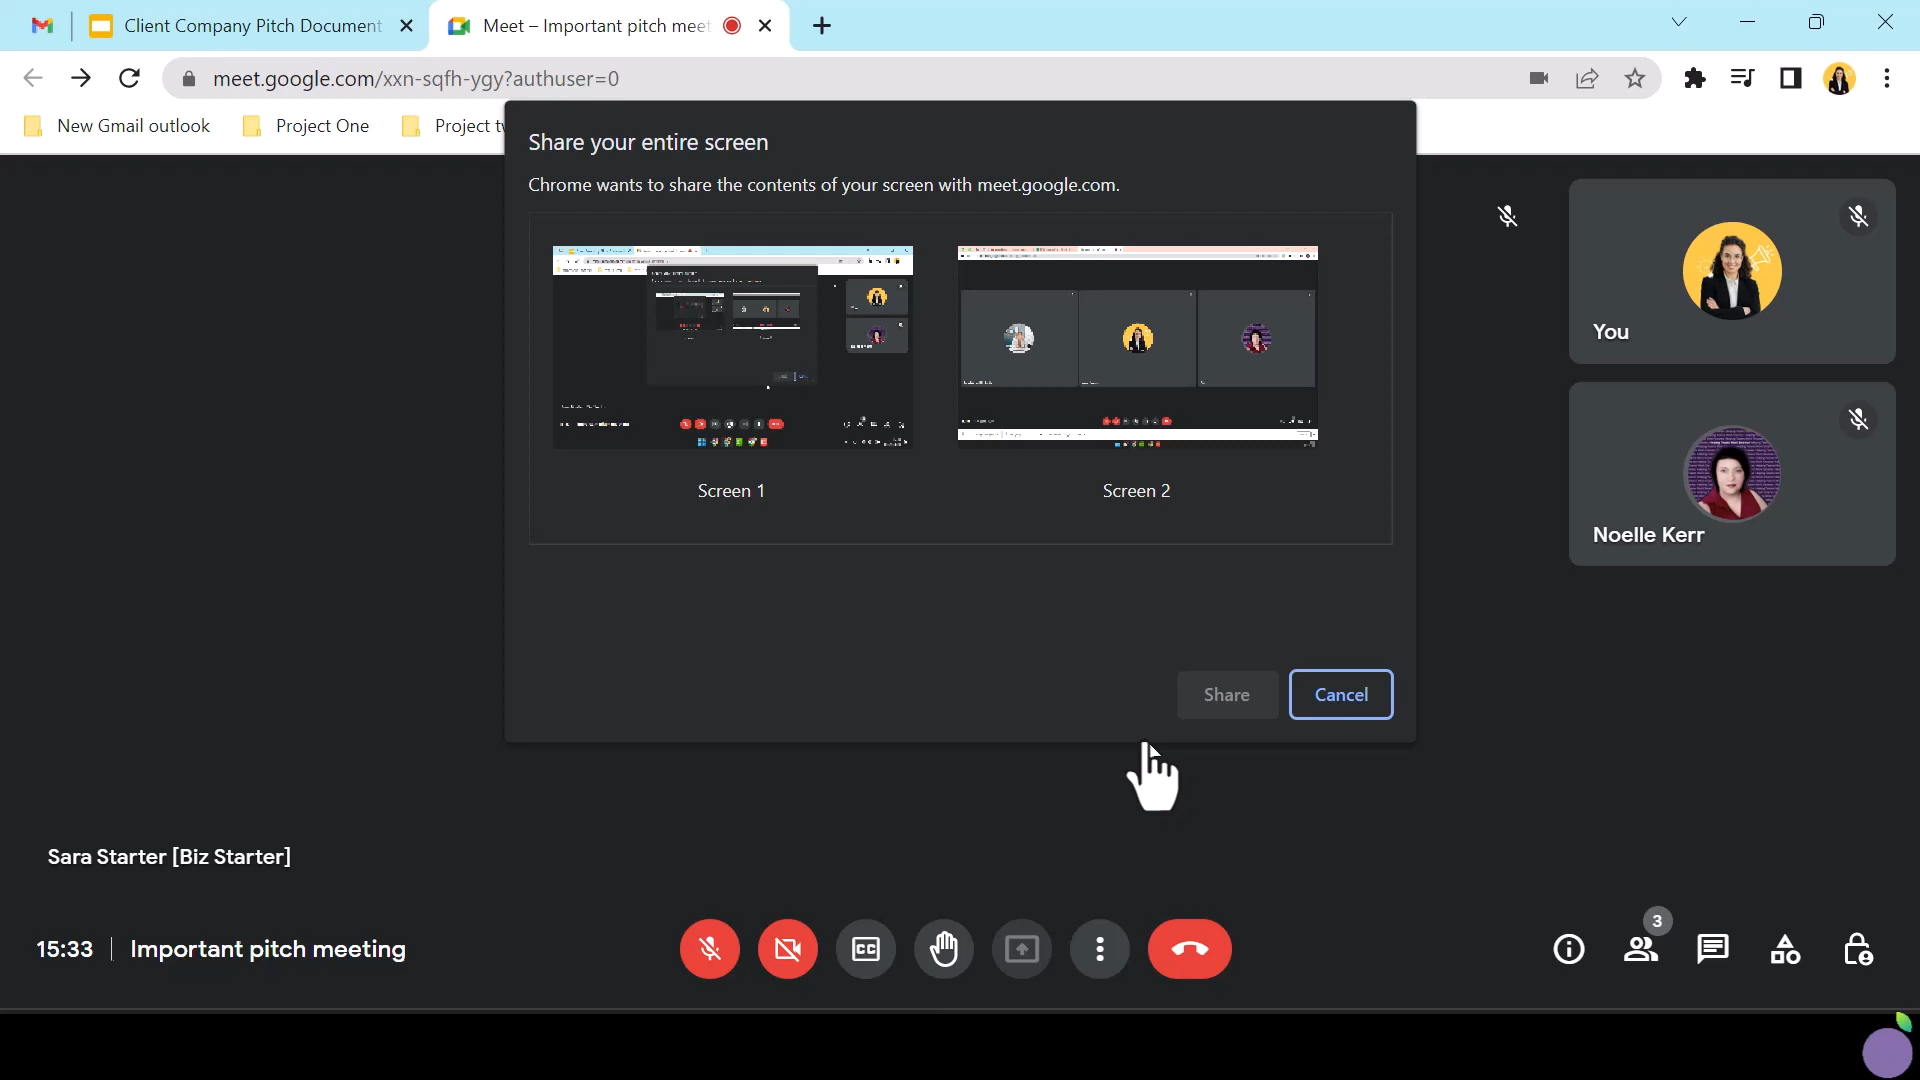 Client Company Pitch Document
Meet – Important pitch meet
meet.google.com/xxn-sqfh-ygy?authuser=0
New Gmail outlook
Project One
Project tw
Share your entire screen
Chrome wants to share the contents of your screen with meet.google.com.
Screen 1
Screen 2
Share
Cancel
You
Noelle Kerr
Sara Starter [Biz Starter]
15:33
Important pitch meeting
CC
3